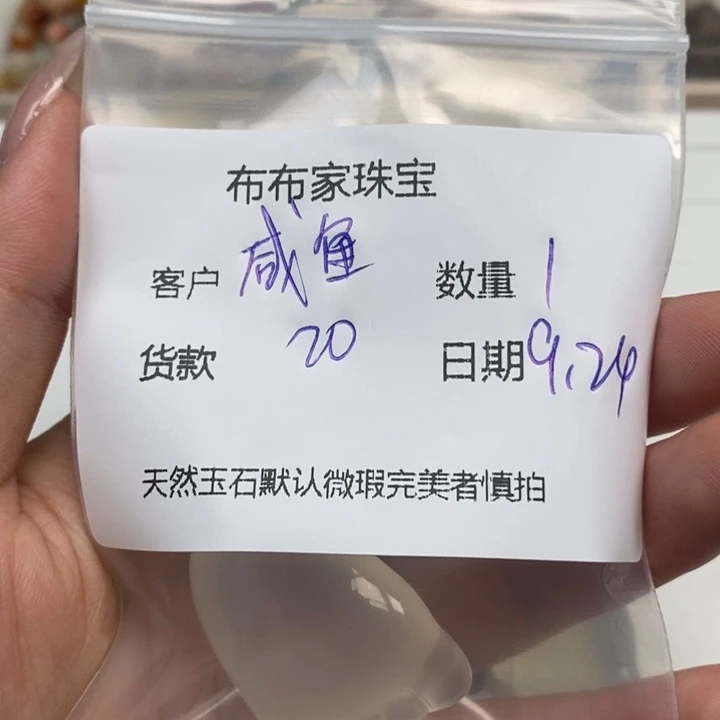 布布家珠宝
客户 咸鱼 数量 1
货款 20 日期 9.24
天然玉石默认微瑕完美者慎拍